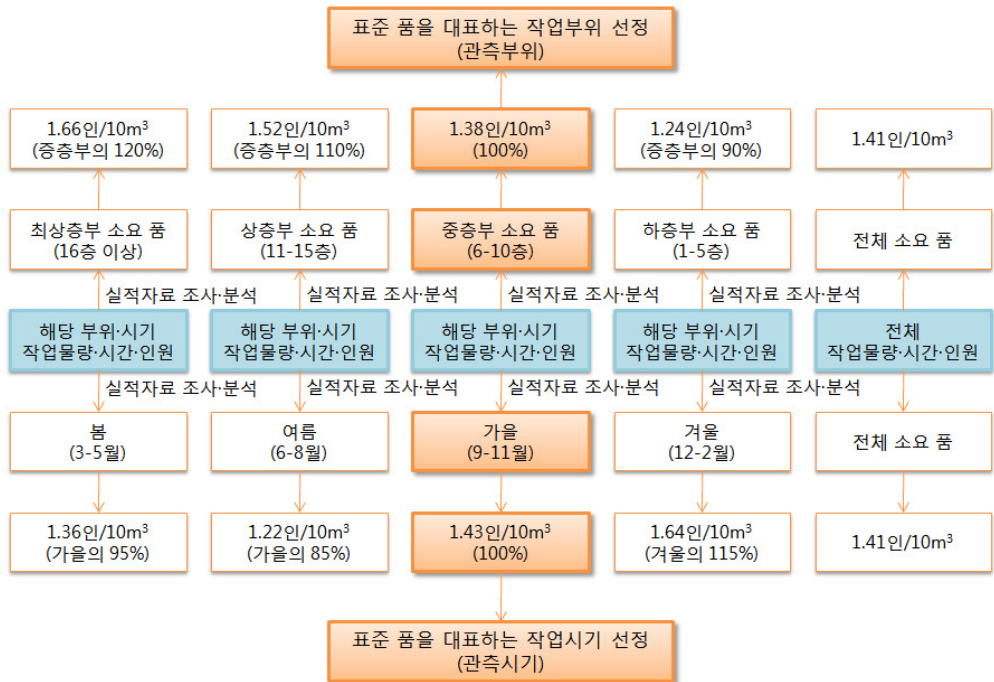 표준 품을 대표하는 작업부위 선정
(관측부위)
1.66인/10m³
(증층부의 120%)
1.52인/10m³
(증층부의 110%)
1.38인/10m³
(100%)
1.24인/10m³
(증층부의 90%)
1.41인/10m³
최상층부 소요 품
(16층 이상)
상층부 소요 품
(11-15층)
중층부 소요 품
(6-10층)
하층부 소요 품
(1-5층)
전체 소요 품
실적자료 조사·분석
실적자료 조사·분석
실적자료 조사·분석
실적자료 조사·분석
해당 부위·시기
작업물량·시간·인원
해당 부위·시기
작업물량·시간·인원
해당 부위·시기
작업물량·시간·인원
해당 부위·시기
작업물량·시간·인원
전체
작업물량·시간·인원
실적자료 조사·분석
실적자료 조사·분석
실적자료 조사·분석
실적자료 조사·분석
봄
(3-5월)
여름
(6-8월)
가을
(9-11월)
겨울
(12-2월)
전체 소요 품
1.36인/10m³
(가을의 95%)
1.22인/10m³
(가을의 85%)
1.43인/10m³
(100%)
1.64인/10m³
(겨울의 115%)
1.41인/10m³
표준 품을 대표하는 작업시기 선정
(관측시기)